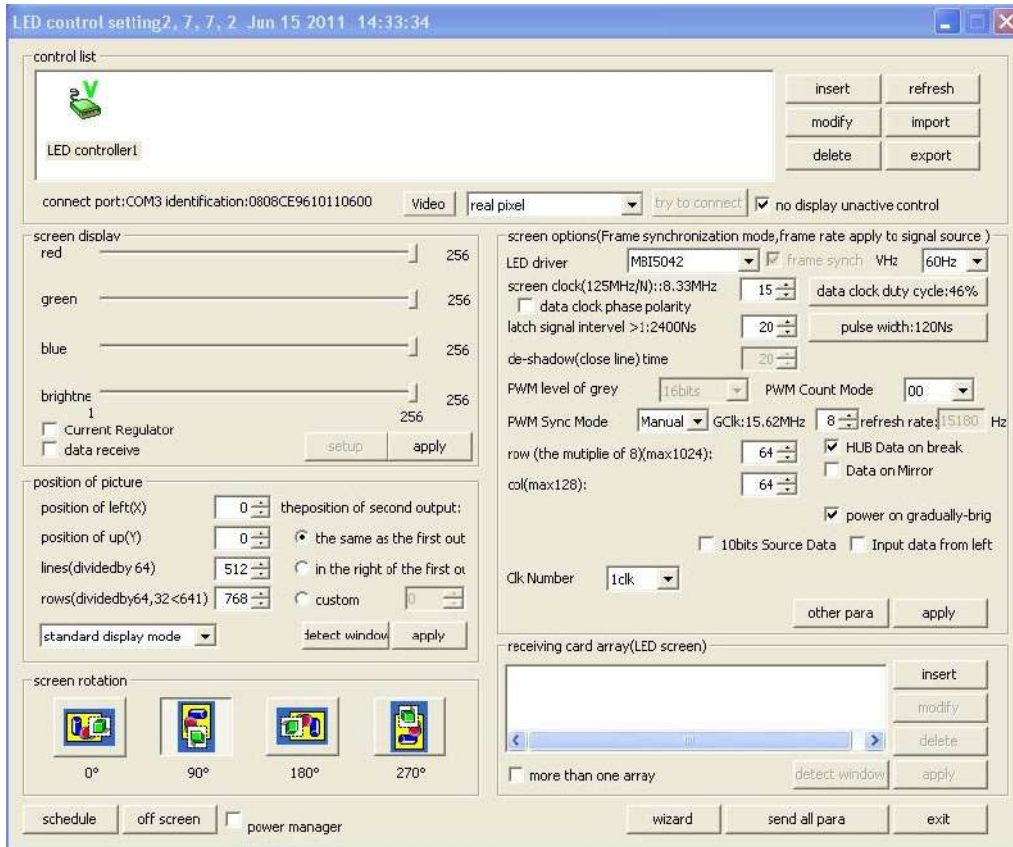 LED control setting2, 7, 7, 2 Jun 15 2011 14:33:34
control list
LED controller1
insert
refresh
modify
import
delete
export
connect port:COM3 identification:0808CE9610110600
Video
real pixel
try to connect
no display unactive control
screen display
red
256
green
256
blue
256
brightne
256
1
256
Current Regulator
data receive
setup
apply
position of picture
position of left(X)
0
theposition of second output:
position of up(Y)
0
the same as the first out
lines(dividedby 64)
512
in the right of the first ou
rows(dividedby64,32<641)
768
custom
0
standard display mode
detect window
apply
screen rotation
0°
90°
180°
270°
screen options(Frame synchronization mode,frame rate apply to signal source )
LED driver
MBI5042
frame synch
VHz
60Hz
screen clock(125MHz/N)::8.33MHz
15
data clock duty cycle:46%
data clock phase polarity
latch signal intervel >1:2400Ns
20
pulse width:120Ns
de-shadow(close line) time
20
PWM level of grey
16bits
PWM Count Mode
00
PWM Sync Mode
Manual
GClk:15.62MHz
8
refresh rate:
15180
Hz
row (the mutiplie of 8)(max1024):
64
HUB Data on break
Data on Mirror
col(max128):
64
power on gradually-brig
10bits Source Data
Input data from left
Clk Number
1clk
other para
apply
receiving card array(LED screen)
insert
modify
delete
more than one array
detect window
apply
schedule
off screen
power manager
wizard
send all para
exit